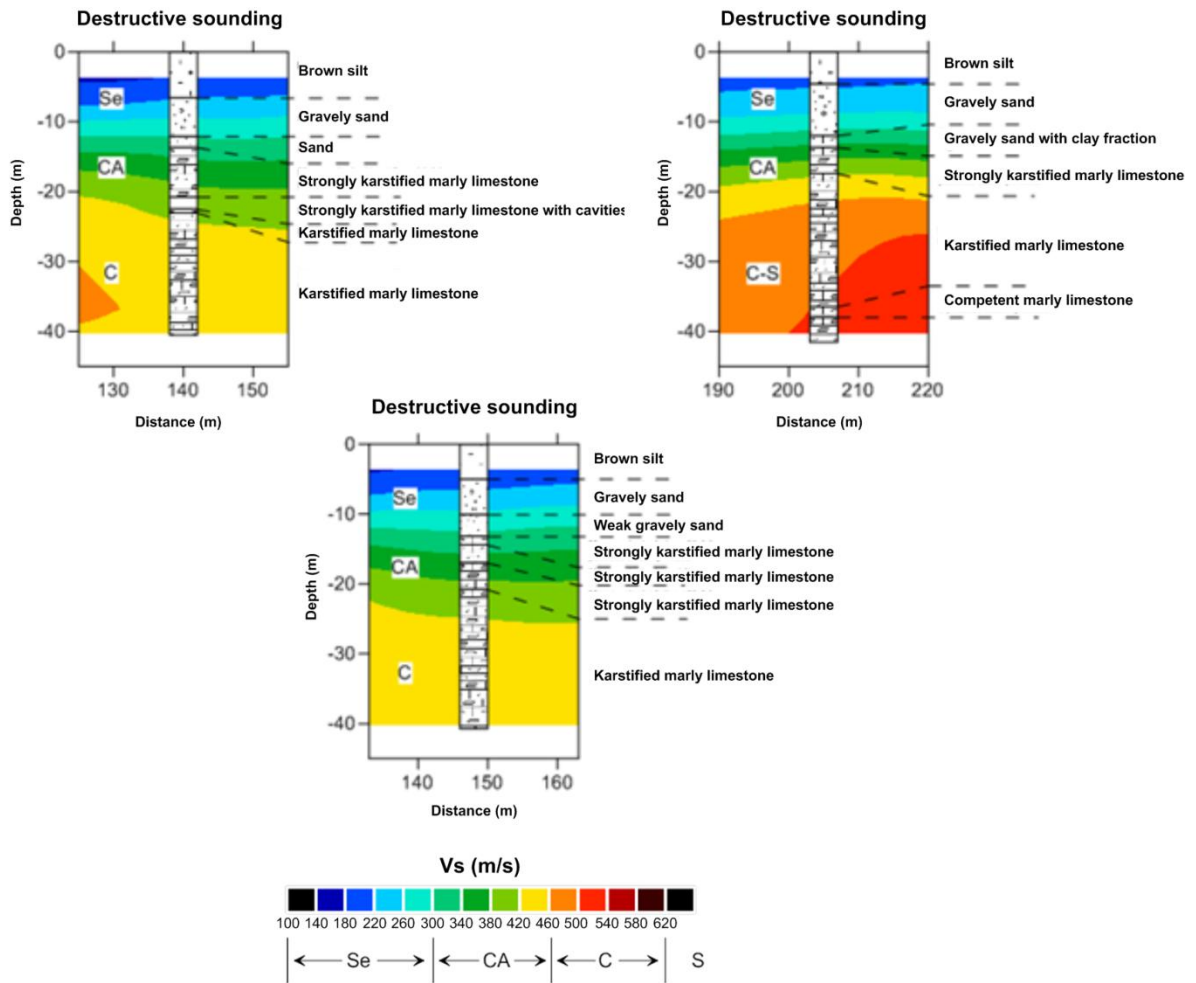 Destructive sounding
0
-10
-20
-30
-40
Depth (m)
Se
CA
C
130 140 150
Distance (m)
Brown silt
Gravely sand
Sand
Strongly karstified marly limestone
Strongly karstified marly limestone with cavities
Karstified marly limestone
Karstified marly limestone
Destructive sounding
0
-10
-20
-30
-40
Depth (m)
Se
CA
C-S
190 200 210 220
Distance (m)
Brown silt
Gravely sand
Gravely sand with clay fraction
Strongly karstified marly limestone
Karstified marly limestone
Competent marly limestone
Destructive sounding
0
-10
-20
-30
-40
Depth (m)
Se
CA
C
140 150 160
Distance (m)
Brown silt
Gravely sand
Weak gravely sand
Strongly karstified marly limestone
Strongly karstified marly limestone
Strongly karstified marly limestone
Karstified marly limestone
Vs (m/s)
100 140 180 220 260 300 340 380 420 460 500 540 580 620
Se CA C S